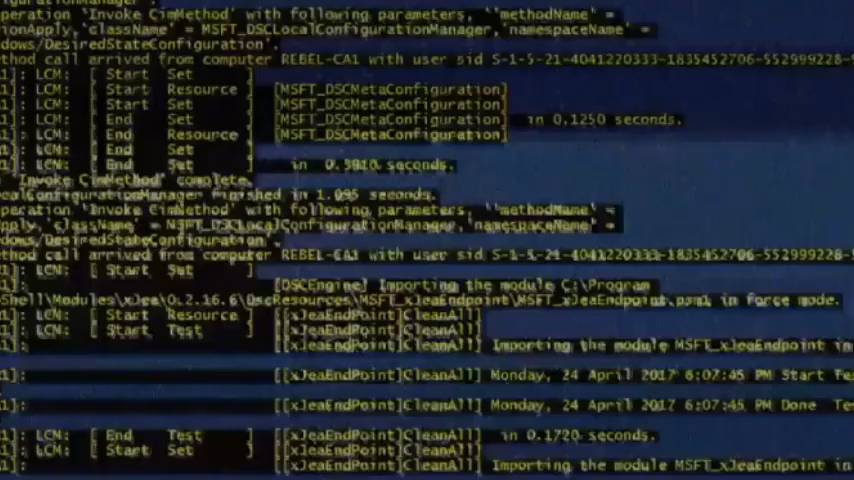 igurationManager.
peration 'Invoke CimMethod' with following parameters, ''methodName' =
ionApply,'className' = MSFT_DSCLocalConfigurationManager,'namespaceName' =
dows/DesiredStateConfiguration'.
thod call arrived from computer REBEL-CA1 with user sid S-1-5-21-4041220333-1835452706-552999228-
1]: LCM: [ Start Set ]
1]: LCM: [ Start Resource ] [MSFT_DSCMetaConfiguration]
1]: LCM: [ Start Set ] [MSFT_DSCMetaConfiguration]
1]: LCM: [ End Set ] [MSFT_DSCMetaConfiguration] in 0.1250 seconds.
1]: LCM: [ End Resource ] [MSFT_DSCMetaConfiguration]
1]: LCM: [ End Set ]
1]: LCM: [ End Set ] in 0.3910 seconds.
'Invoke CimMethod' complete.
ocalConfigurationManager finished in 1.095 seconds.
peration 'Invoke CimMethod' with following parameters, ''methodName' =
pply,'className' = MSFT_DSCLocalConfigurationManager,'namespaceName' =
dows/DesiredStateConfiguration'.
thod call arrived from computer REBEL-CA1 with user sid S-1-5-21-4041220333-1835452706-552999228-
1]: LCM: [ Start Set ]
1]: [DSCEngine] Importing the module C:\Program
Shell\Modules\xJea\0.2.16.6\DscResources\MSFT_xJeaEndpoint\MSFT_xJeaEndpoint.psm1 in force mode.
1]: LCM: [ Start Resource ] [[xJeaEndPoint]CleanAll]
1]: LCM: [ Start Test ] [[xJeaEndPoint]CleanAll]
1]: [[xJeaEndPoint]CleanAll] Importing the module MSFT_xJeaEndpoint in
1]: [[xJeaEndPoint]CleanAll] Monday, 24 April 2017 6:07:45 PM Start Te
1]: [[xJeaEndPoint]CleanAll] Monday, 24 April 2017 6:07:45 PM Done Te
1]: LCM: [ End Test ] [[xJeaEndPoint]CleanAll] in 0.1720 seconds.
1]: LCM: [ Start Set ] [[xJeaEndPoint]CleanAll]
1]: [[xJeaEndPoint]CleanAll] Importing the module MSFT_xJeaEndpoint in